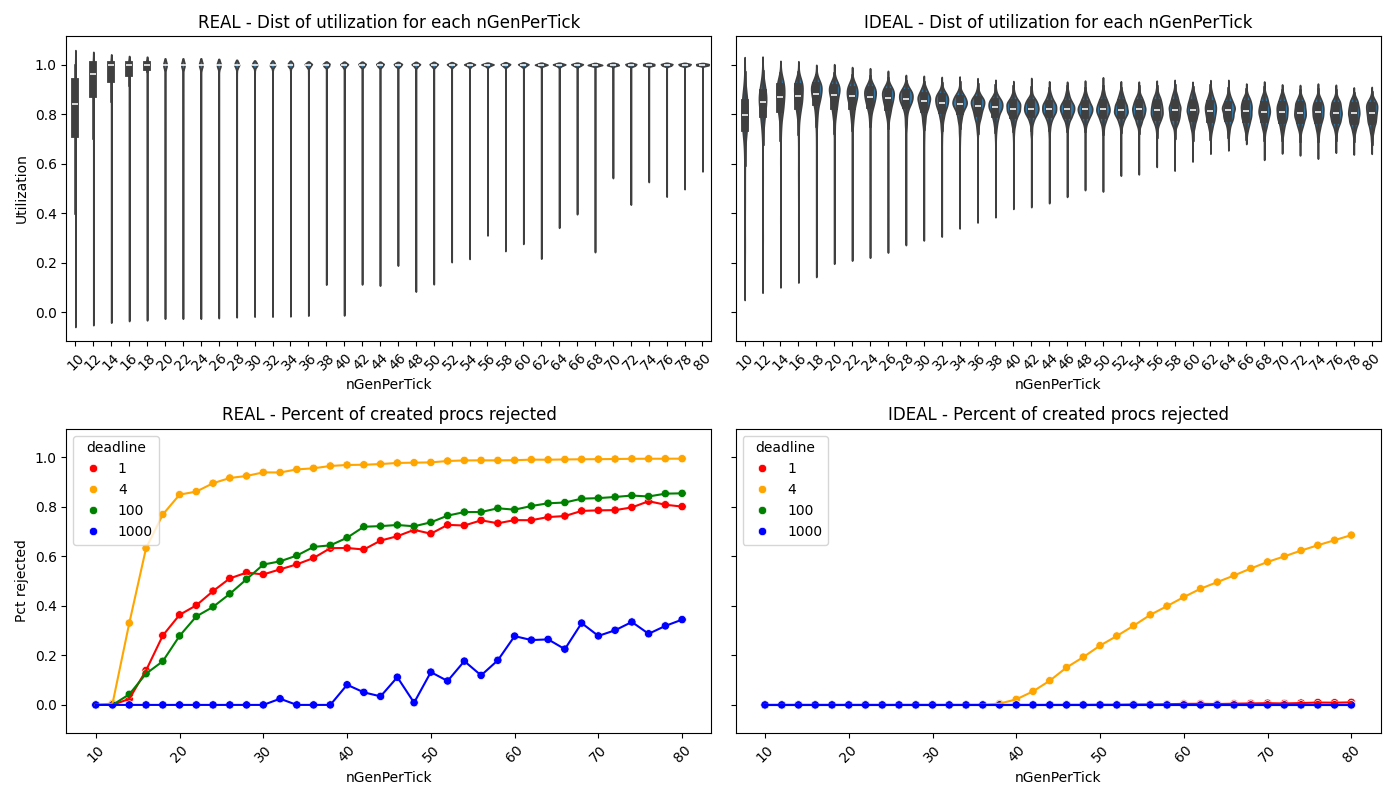 REAL - Dist of utilization for each nGenPerTick
IDEAL - Dist of utilization for each nGenPerTick
1.0
0.8
0.6
0.4
0.2
0.0
Utilization
10 12 14 16 18 20 22 24 26 28 30 32 34 36 38 40 42 44 46 48 50 52 54 56 58 60 62 64 66 68 70 72 74 76 78 80
nGenPerTick
10 12 14 16 18 20 22 24 26 28 30 32 34 36 38 40 42 44 46 48 50 52 54 56 58 60 62 64 66 68 70 72 74 76 78 80
nGenPerTick
REAL - Percent of created procs rejected
IDEAL - Percent of created procs rejected
1.0
0.8
0.6
0.4
0.2
0.0
Pct rejected
deadline
1
4
100
1000
10 20 30 40 50 60 70 80
nGenPerTick
deadline
1
4
100
1000
10 20 30 40 50 60 70 80
nGenPerTick